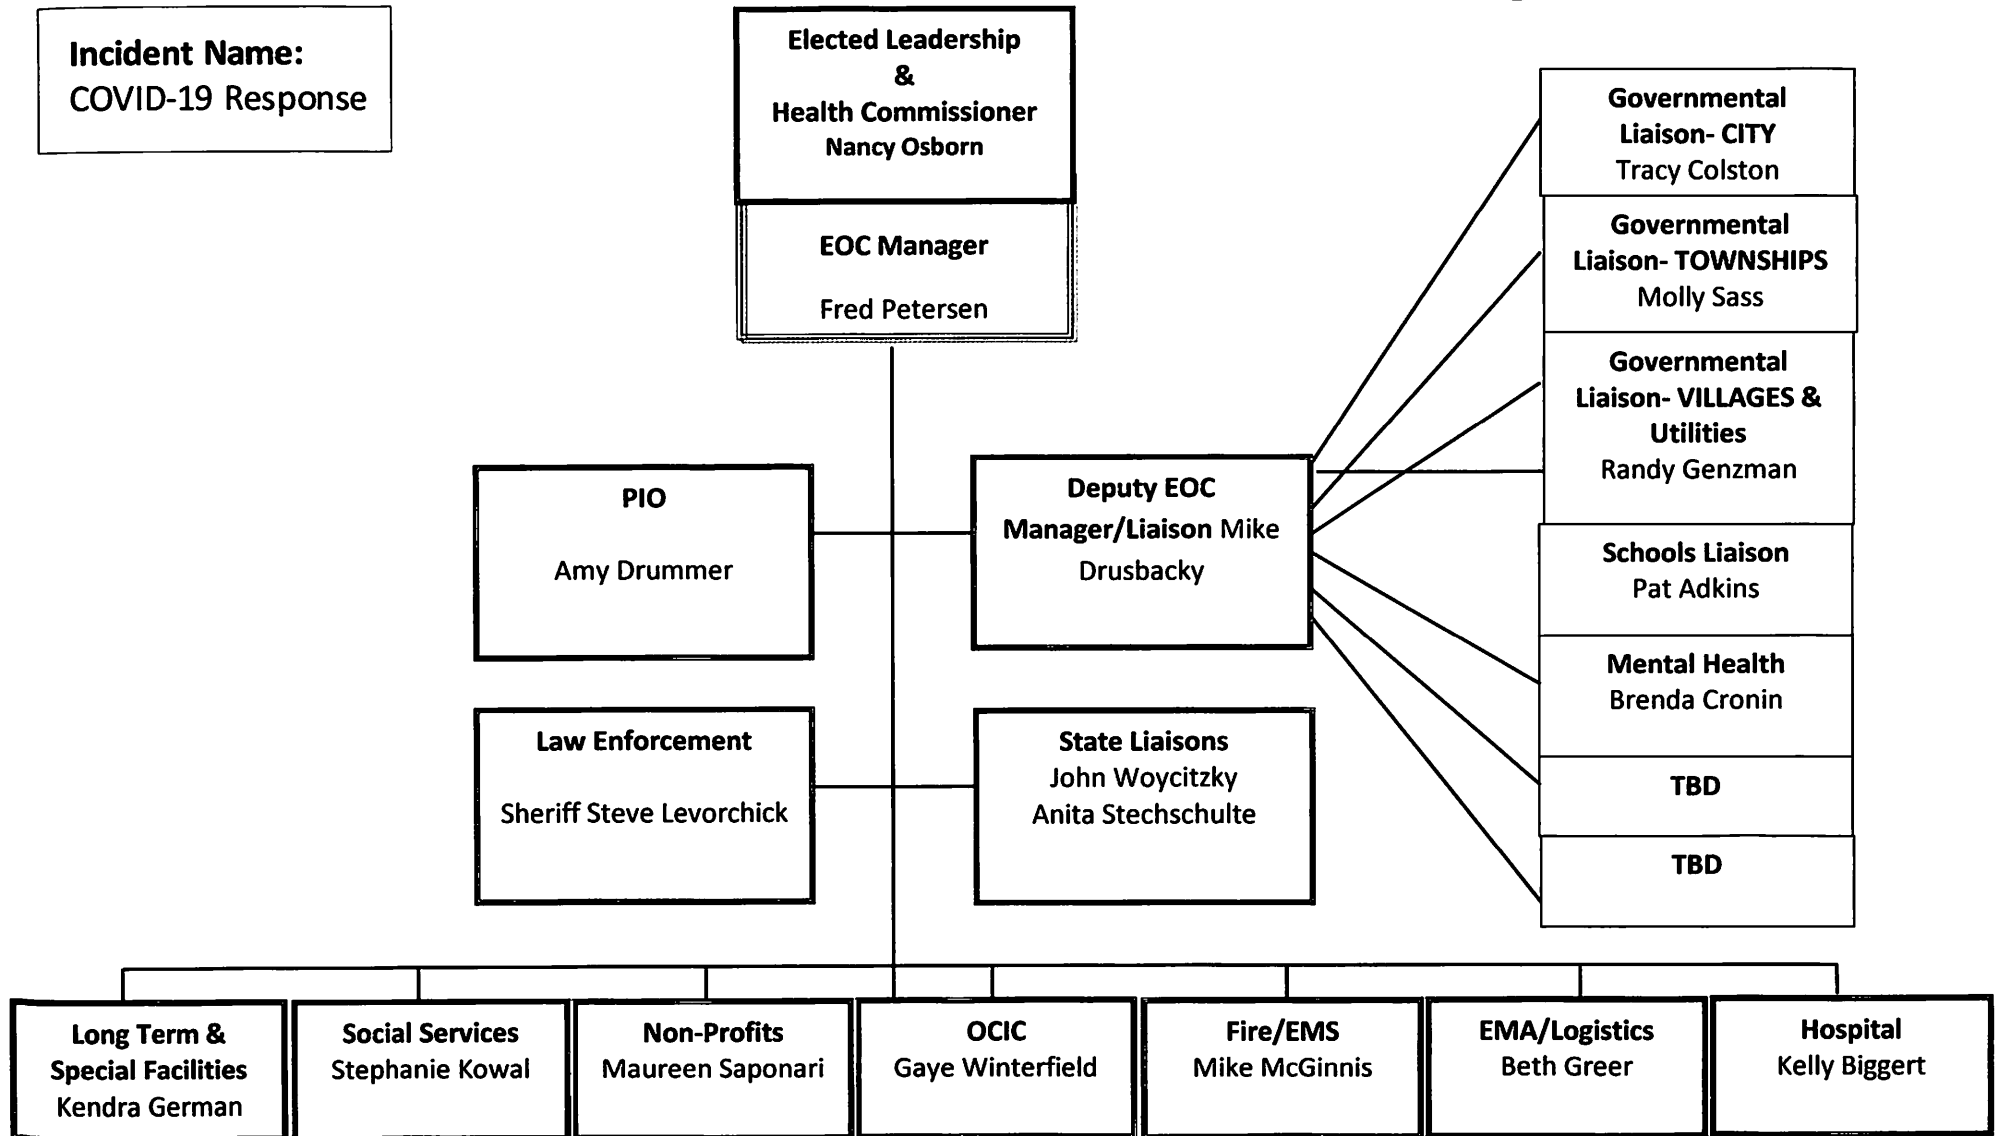 Incident Name:
COVID-19 Response
Elected Leadership
&
Health Commissioner
Nancy Osborn
EOC Manager
Fred Petersen
Governmental
Liaison- CITY
Tracy Colston
Governmental
Liaison- TOWNSHIPS
Molly Sass
Governmental
Liaison- VILLAGES &
Utilities
Randy Genzman
Schools Liaison
Pat Adkins
Mental Health
Brenda Cronin
TBD
TBD
PIO
Amy Drummer
Deputy EOC
Manager/Liaison Mike
Drusbacky
Law Enforcement
Sheriff Steve Levorchick
State Liaisons
John Woycitzky
Anita Stechschulte
Long Term &
Special Facilities
Kendra German
Social Services
Stephanie Kowal
Non-Profits
Maureen Saponari
OCIC
Gaye Winterfield
Fire/EMS
Mike McGinnis
EMA/Logistics
Beth Greer
Hospital
Kelly Biggert